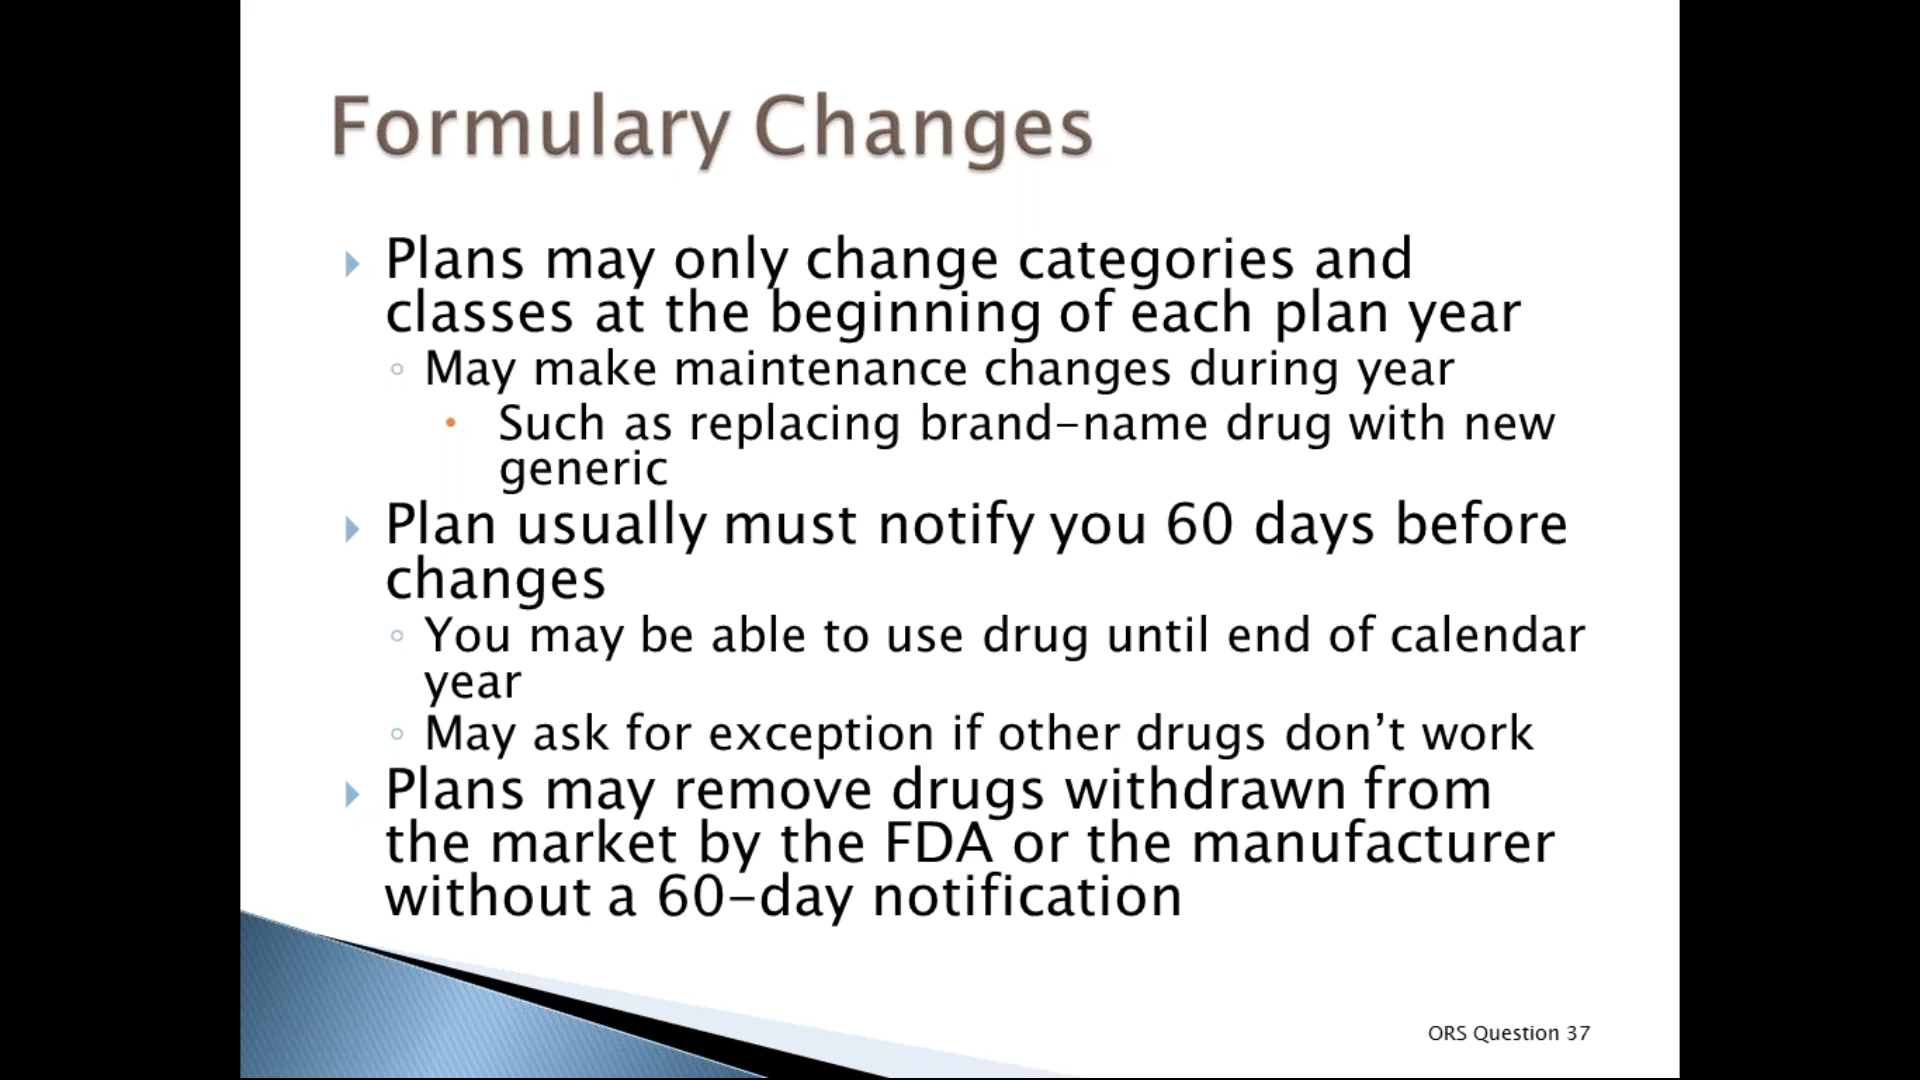 Formulary Changes
Plans may only change categories and
classes at the beginning of each plan year
May make maintenance changes during year
Such as replacing brand-name drug with new
generic
Plan usually must notify you 60 days before
changes
You may be able to use drug until end of calendar
year
May ask for exception if other drugs don’t work
Plans may remove drugs withdrawn from
the market by the FDA or the manufacturer
without a 60-day notification
ORS Question 37